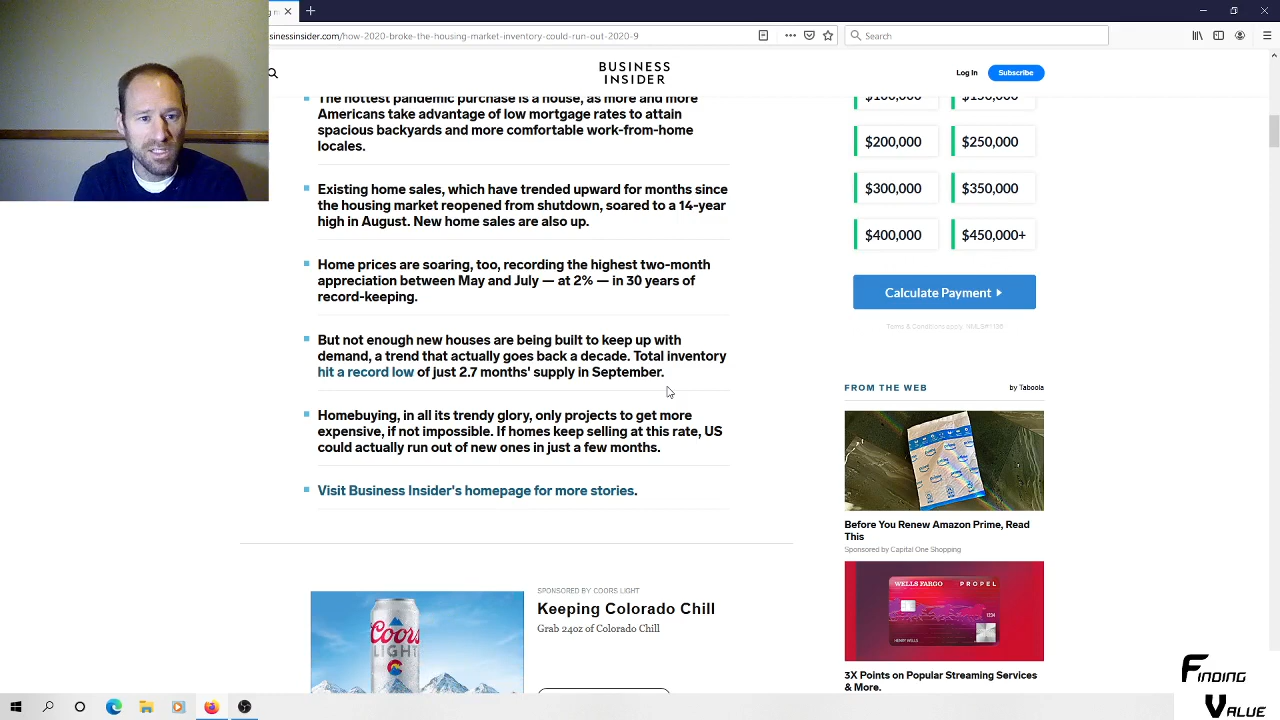 sinessinsider.com/how-2020-broke-the-housing-market-inventory-could-run-out-2020-9
Search
BUSINESS
INSIDER
Log In
Subscribe
The hottest pandemic purchase is a house, as more and more
Americans take advantage of low mortgage rates to attain
spacious backyards and more comfortable work-from-home
locales.
Existing home sales, which have trended upward for months since
the housing market reopened from shutdown, soared to a 14-year
high in August. New home sales are also up.
Home prices are soaring, too, recording the highest two-month
appreciation between May and July — at 2% — in 30 years of
record-keeping.
But not enough new houses are being built to keep up with
demand, a trend that actually goes back a decade. Total inventory
hit a record low of just 2.7 months' supply in September.
Homebuying, in all its trendy glory, only projects to get more
expensive, if not impossible. If homes keep selling at this rate, US
could actually run out of new ones in just a few months.
Visit Business Insider's homepage for more stories.
SPONSORED BY COORS LIGHT
Keeping Colorado Chill
Grab 24oz of Colorado Chill
Coors
LIGHT
$100,000 $150,000
$200,000 $250,000
$300,000 $350,000
$400,000 $450,000+
Calculate Payment
Terms & Conditions apply. NMLS#1136
FROM THE WEB
by Taboola
Before You Renew Amazon Prime, Read
This
Sponsored by Capital One Shopping
WELLS FARGO PROPEL
3X Points on Popular Streaming Services
& More.
FINDING
VALUE